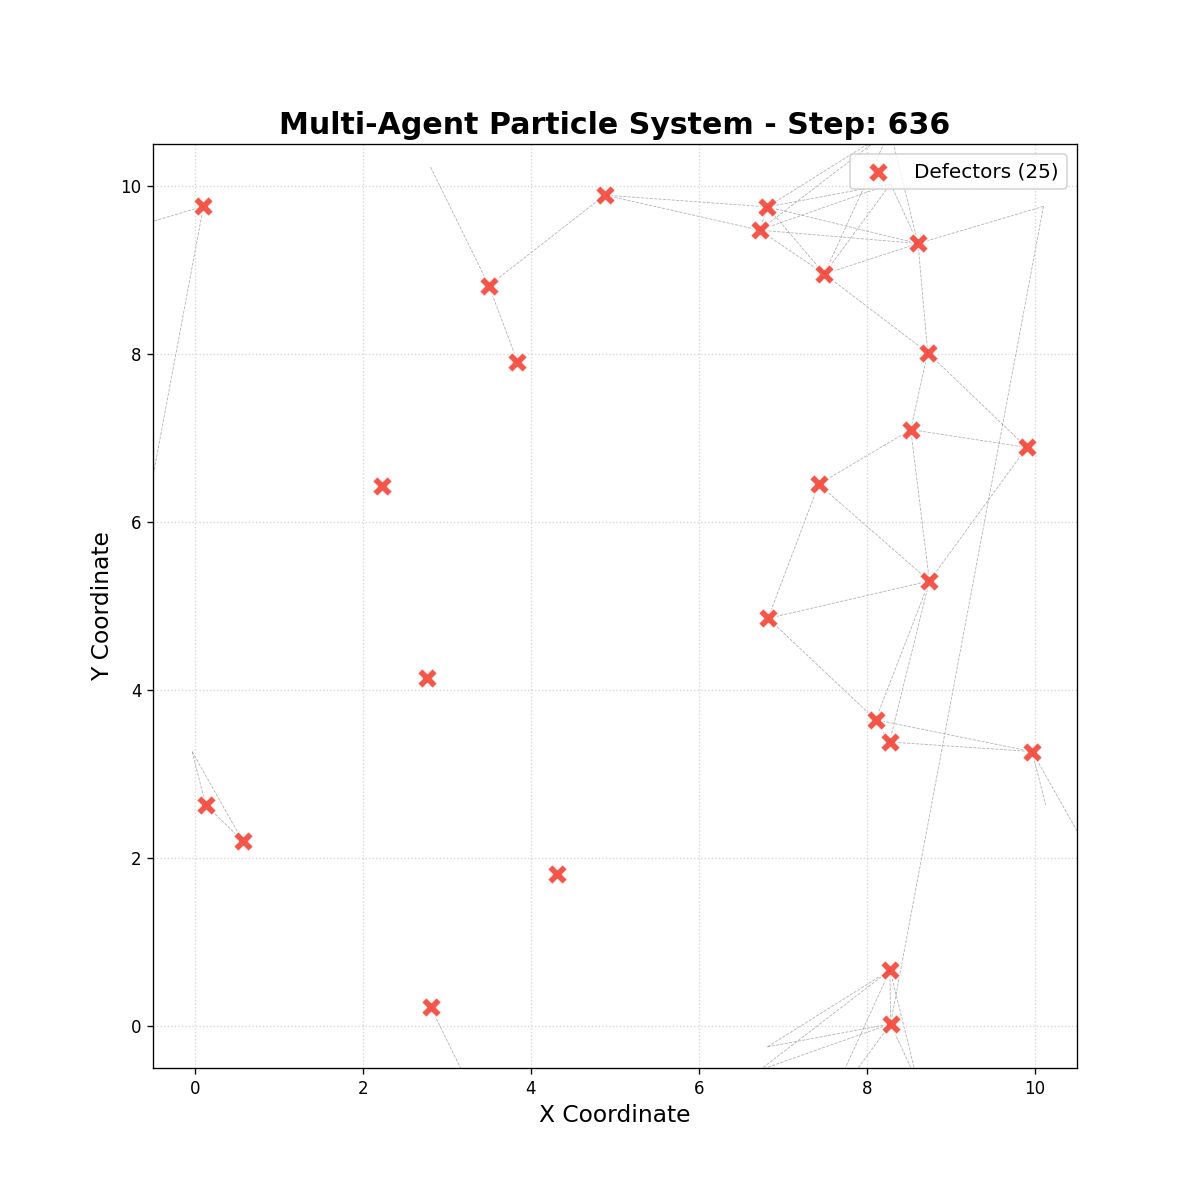 Multi-Agent Particle System - Step: 636
Defectors (25)
10
8
6
4
2
0
Y Coordinate
0 2 4 6 8 10
X Coordinate